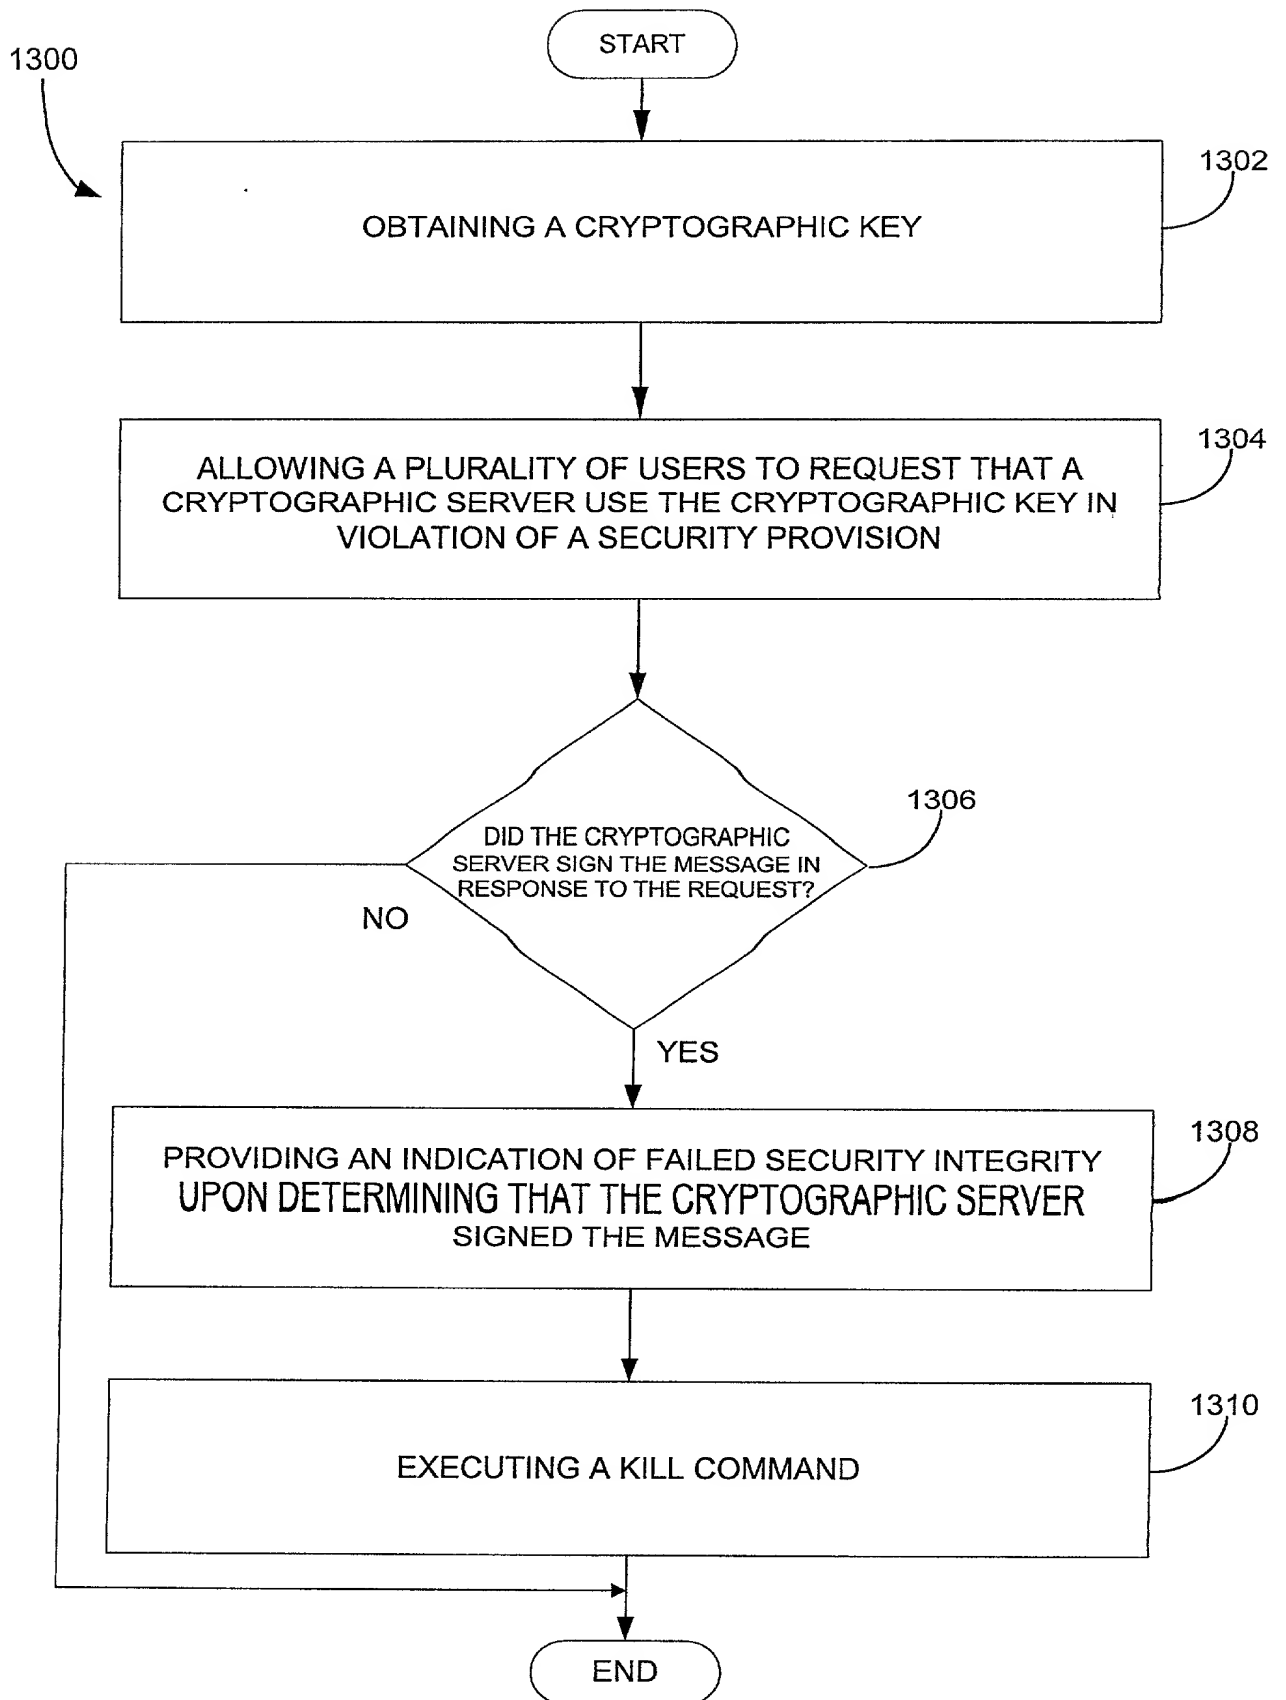 START
1300
1302
OBTAINING A CRYPTOGRAPHIC KEY
1304
ALLOWING A PLURALITY OF USERS TO REQUEST THAT A
CRYPTOGRAPHIC SERVER USE THE CRYPTOGRAPHIC KEY IN
VIOLATION OF A SECURITY PROVISION
1306
DID THE CRYPTOGRAPHIC
SERVER SIGN THE MESSAGE IN
RESPONSE TO THE REQUEST?
NO
YES
1308
PROVIDING AN INDICATION OF FAILED SECURITY INTEGRITY
UPON DETERMINING THAT THE CRYPTOGRAPHIC SERVER
SIGNED THE MESSAGE
1310
EXECUTING A KILL COMMAND
END